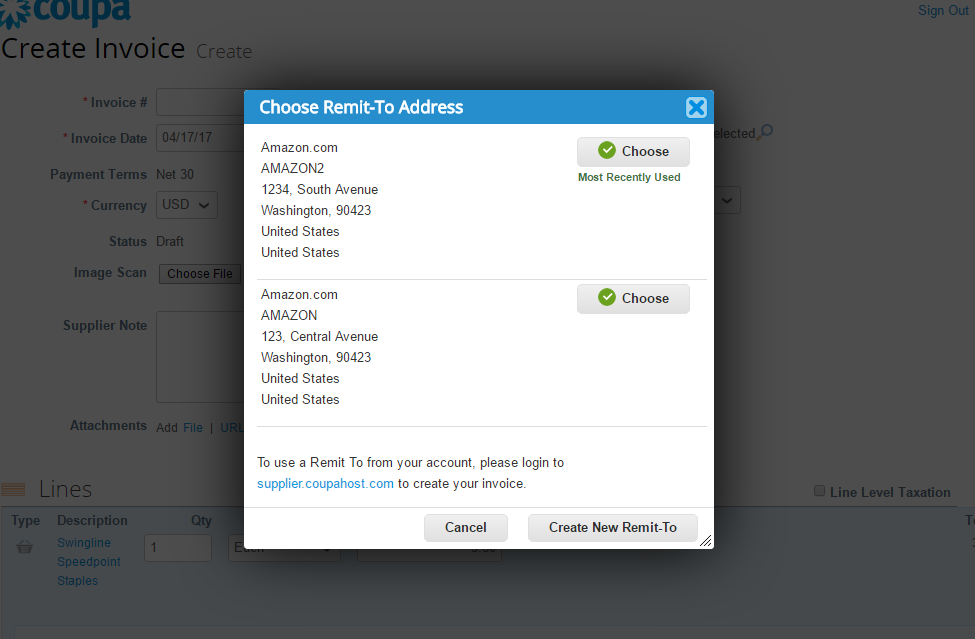 coupa
Sign Out
Create Invoice Create
* Invoice #
* Invoice Date 04/17/17
Payment Terms Net 30
* Currency USD
Status Draft
Image Scan Choose File
Supplier Note
Attachments Add File | URL
Choose Remit-To Address
Amazon.com
AMAZON2
1234, South Avenue
Washington, 90423
United States
United States
Choose
Most Recently Used
Amazon.com
AMAZON
123, Central Avenue
Washington, 90423
United States
United States
Choose
To use a Remit To from your account, please login to
supplier.coupahost.com to create your invoice.
Cancel Create New Remit-To
Lines
Line Level Taxation
Type Description Qty
Swingline
Speedpoint
Staples
1